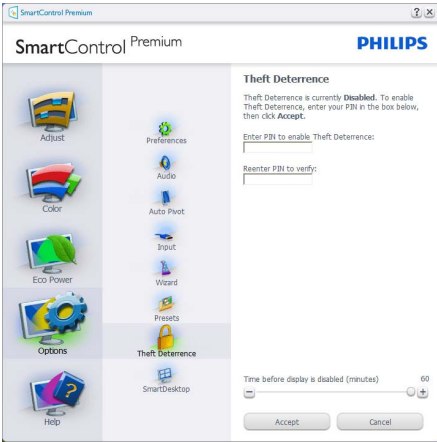 SmartControl Premium
SmartControl Premium
PHILIPS
Adjust
Color
Eco Power
Options
Help
Preferences
Audio
Auto Pivot
Input
Wizard
Presets
Theft Deterrence
SmartDesktop
Theft Deterrence
Theft Deterrence is currently Disabled. To enable
Theft Deterrence, enter your PIN in the box below,
then click Accept.
Enter PIN to enable Theft Deterrence:
Reenter PIN to verify:
Time before display is disabled (minutes) 60
Accept
Cancel